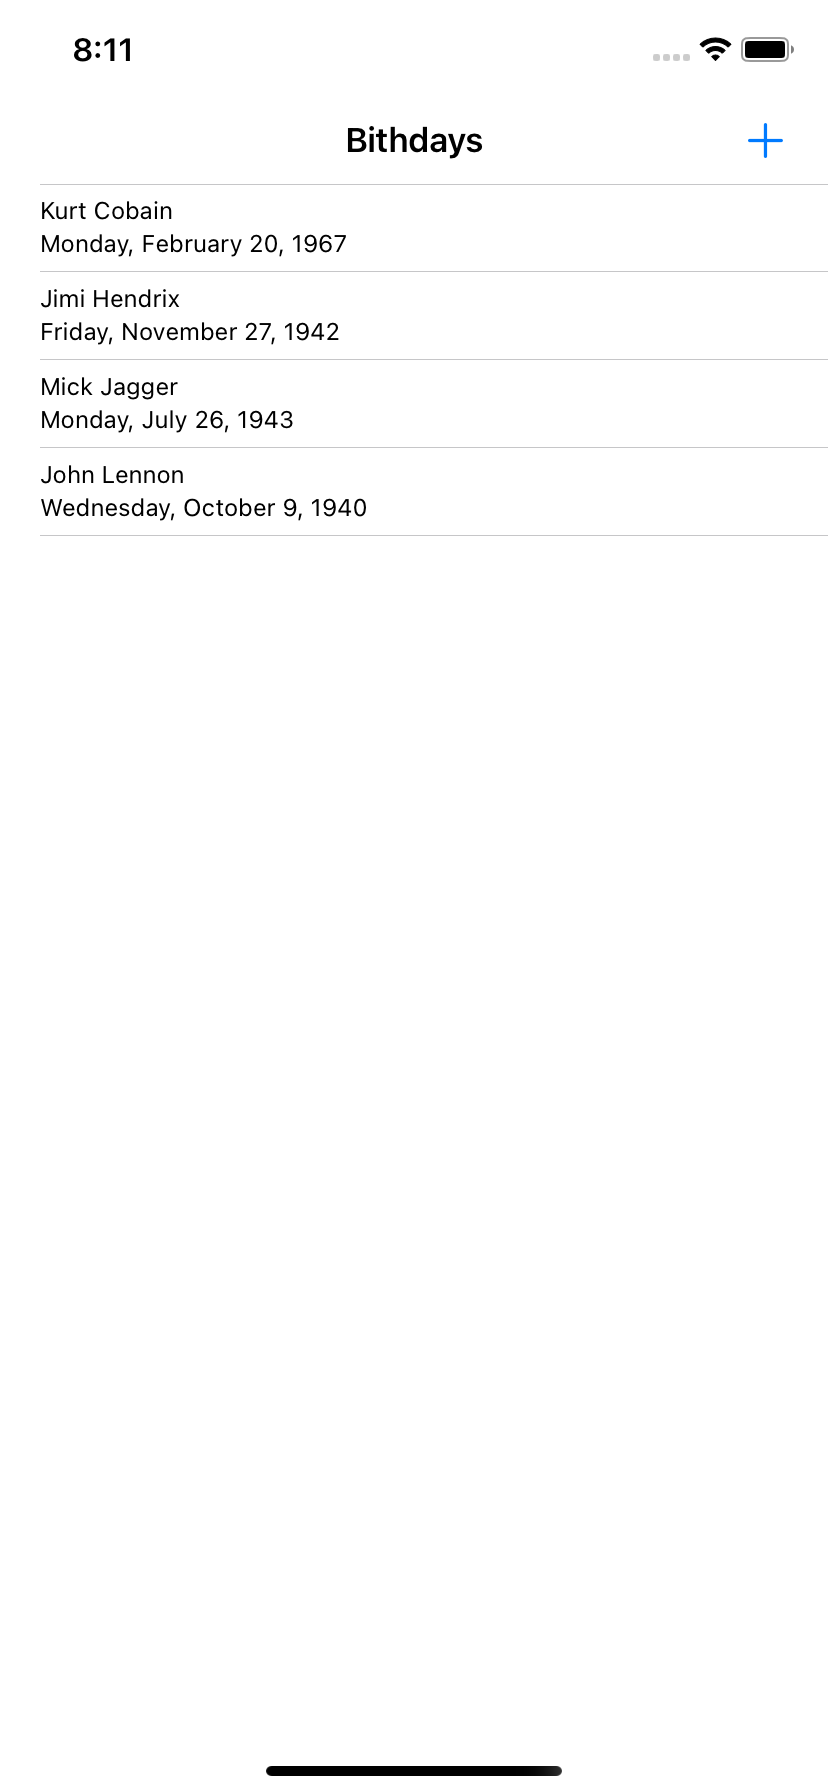 8:11
Bithdays
Kurt Cobain
Monday, February 20, 1967
Jimi Hendrix
Friday, November 27, 1942
Mick Jagger
Monday, July 26, 1943
John Lennon
Wednesday, October 9, 1940